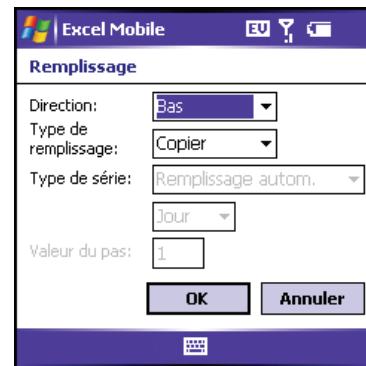 Excel Mobile EV
Remplissage
Direction: Bas
Type de
remplissage: Copier
Type de série: Remplissage autom.
Jour
Valeur du pas: 1
OK Annuler